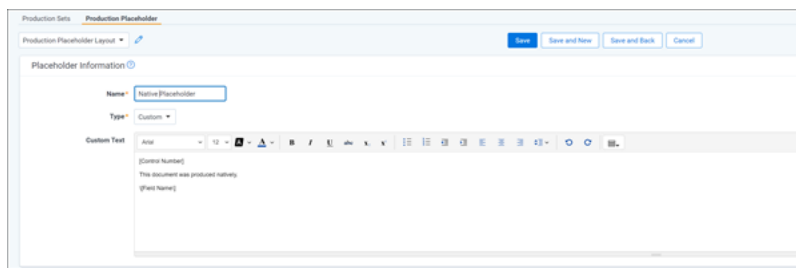 Production Sets Production Placeholder
Production Placeholder Layout Save Save and New Save and Back Cancel
Placeholder Information
Name* Native Placeholder
Type* Custom
Custom Text Arial 12 A A B I U abc x, x'
[Control Number]
This document was produced natively.
![Field Name!]